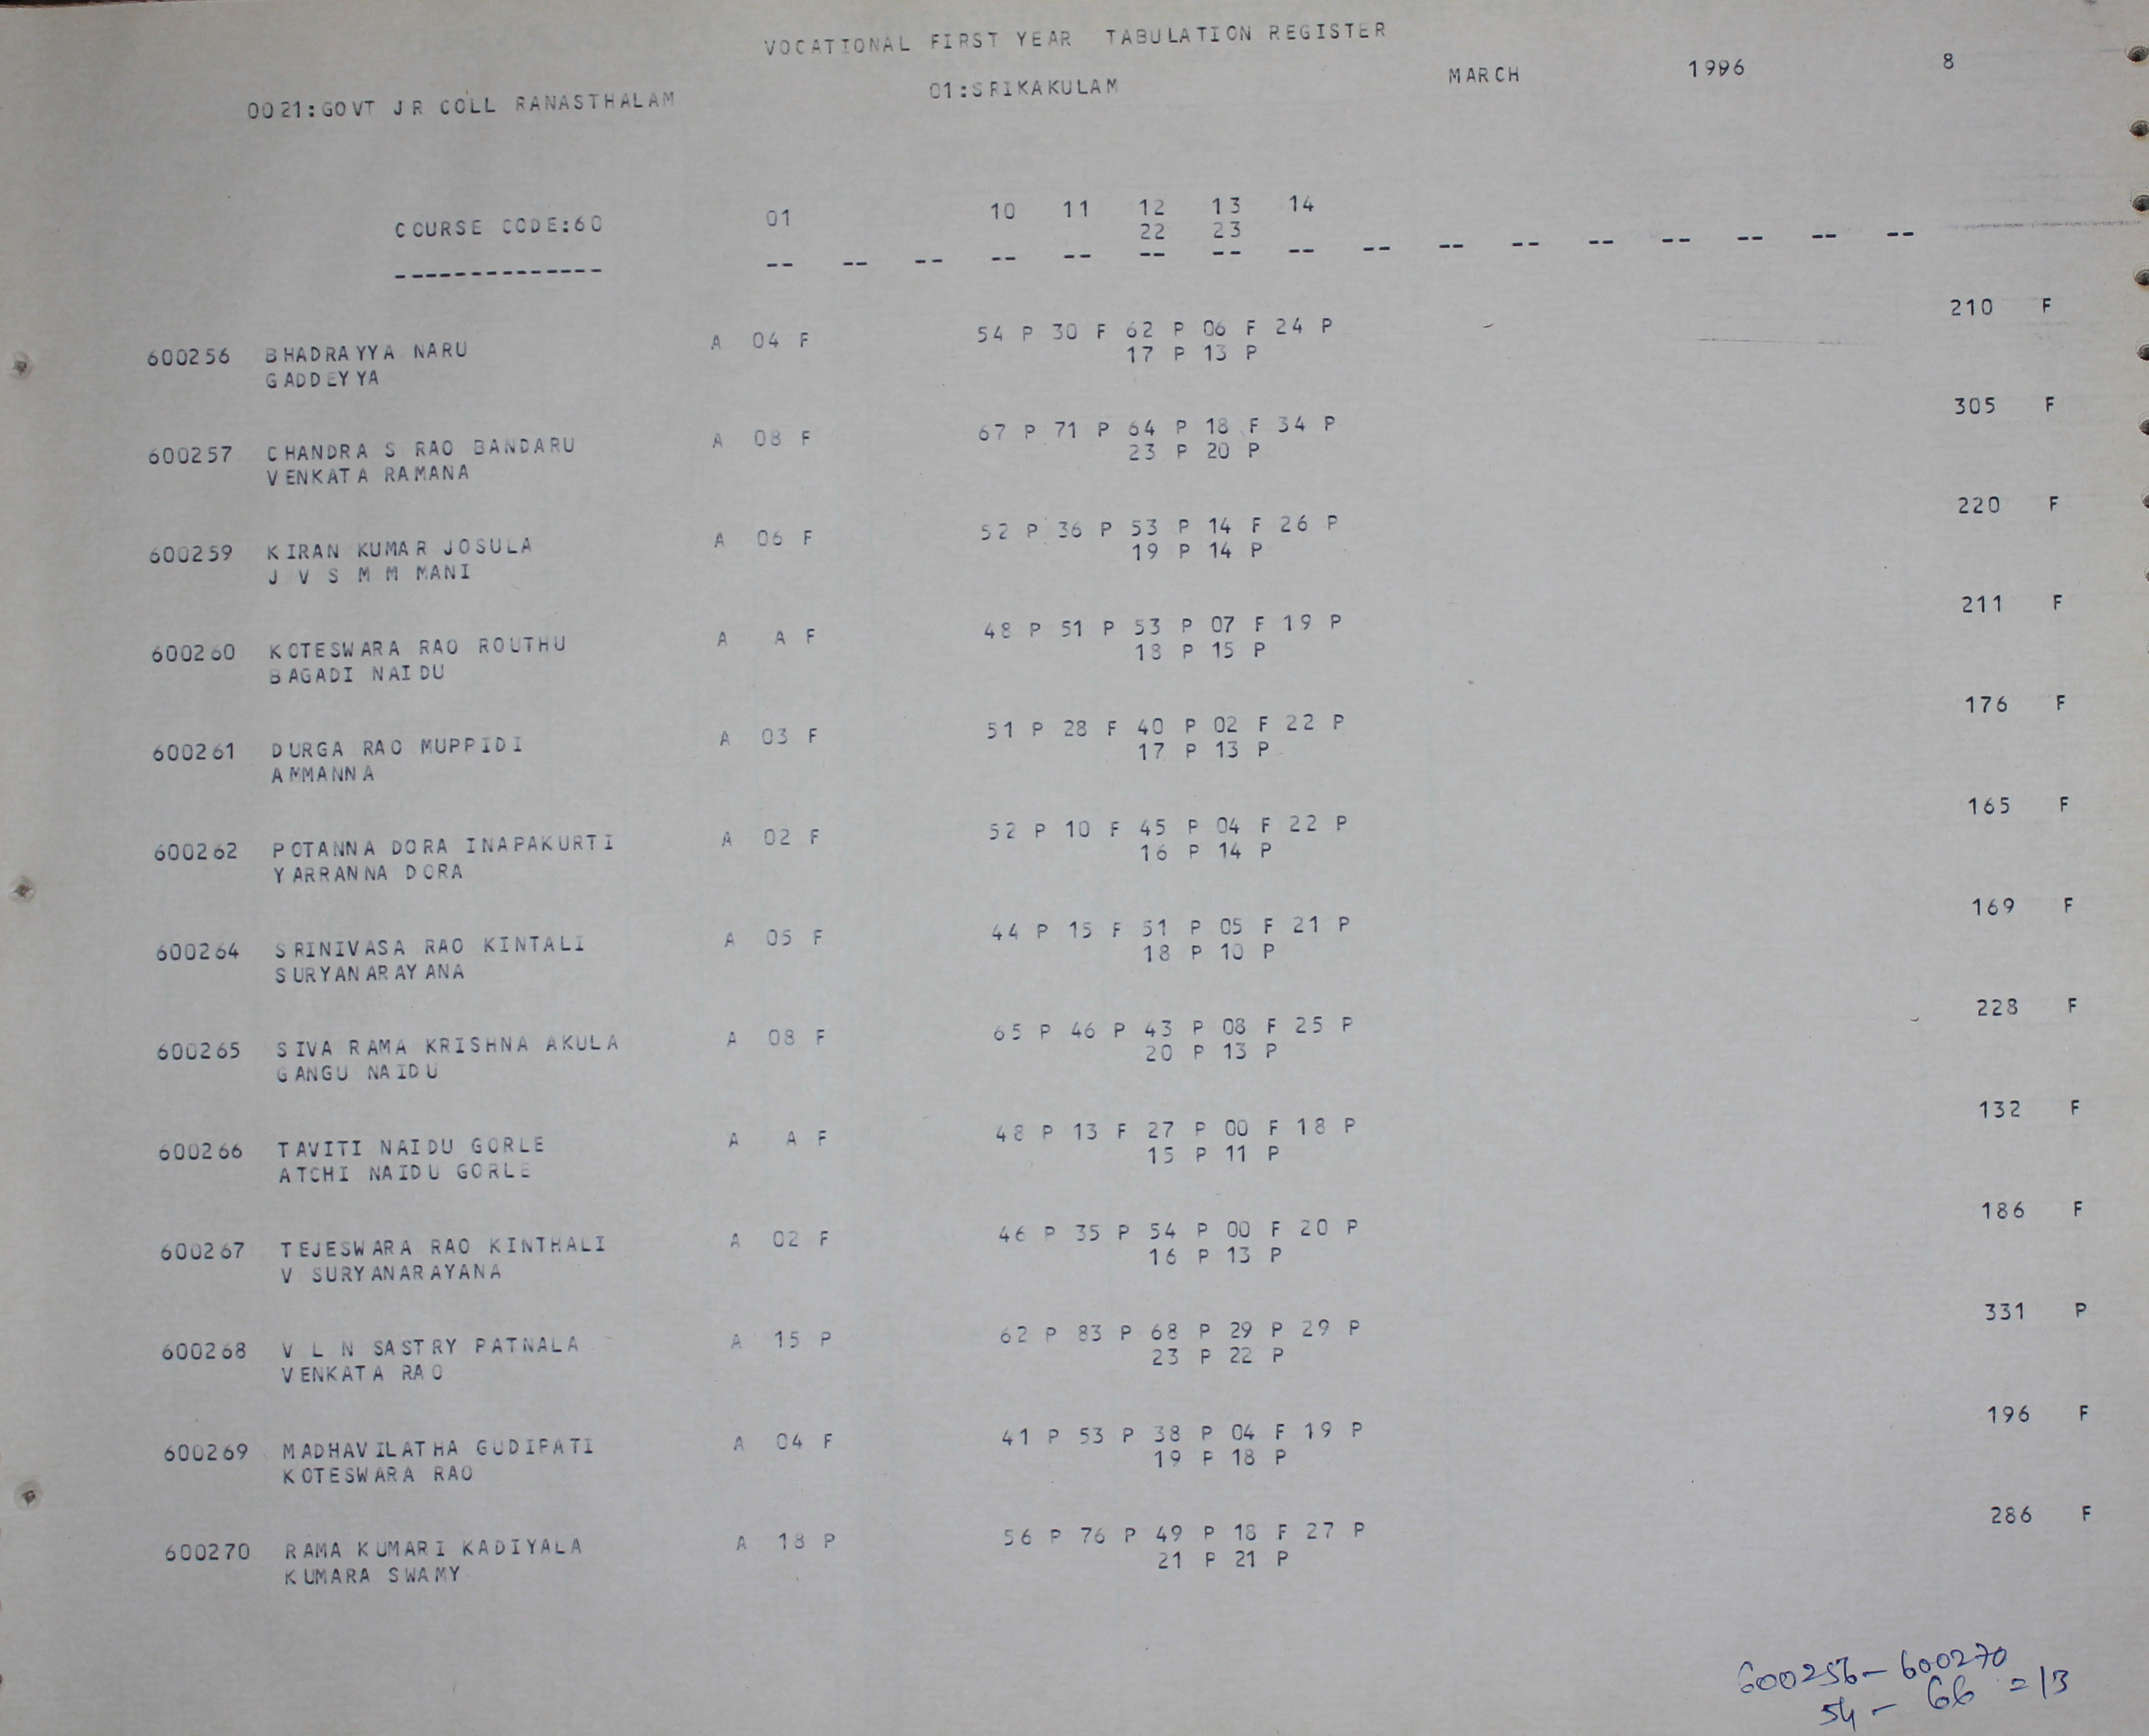 VOCATIONAL FIRST YEAR TABULATION REGISTER
0021:GOVT JR COLL RANASTHALAM 01:SRIKAKULAM MARCH 1996 8
COURSE CODE:60 01 10 11 12 13 14
22 23
-------------- -- -- -- -- -- -- -- -- -- -- -- -- -- -- -- --
600256 BHADRAYYA NARU A 04 F 54 P 30 F 62 P 06 F 24 P 210 F
GADDEYYA 17 P 13 P
600257 CHANDRA S RAO BANDARU A 08 F 67 P 71 P 64 P 18 F 34 P 305 F
VENKATA RAMANA 23 P 20 P
600259 KIRAN KUMAR JOSULA A 06 F 52 P 36 P 53 P 14 F 26 P 220 F
J V S M M MANI 19 P 14 P
600260 KOTESWARA RAO ROUTHU A A F 48 P 51 P 53 P 07 F 19 P 211 F
BAGADI NAIDU 18 P 15 P
600261 DURGA RAO MUPPIDI A 03 F 51 P 28 F 40 P 02 F 22 P 176 F
AMMANNA 17 P 13 P
600262 POTANNA DORA INAPAKURTI A 02 F 52 P 10 F 45 P 04 F 22 P 165 F
YARRANNA DORA 16 P 14 P
600264 SRINIVASA RAO KINTALI A 05 F 44 P 15 F 51 P 05 F 21 P 169 F
SURYANARAYANA 18 P 10 P
600265 SIVA RAMA KRISHNA AKULA A 08 F 65 P 46 P 43 P 08 F 25 P 228 F
GANGU NAIDU 20 P 13 P
600266 TAVITI NAIDU GORLE A A F 48 P 13 F 27 P 00 F 18 P 132 F
ATCHI NAIDU GORLE 15 P 11 P
600267 TEJESWARA RAO KINTHALI A 02 F 46 P 35 P 54 P 00 F 20 P 186 F
V SURYANARAYANA 16 P 13 P
600268 V L N SASTRY PATNALA A 15 P 62 P 83 P 68 P 29 P 29 P 331 P
VENKATA RAO 23 P 22 P
600269 MADHAVILATHA GUDIPATI A 04 F 41 P 53 P 38 P 04 F 19 P 196 F
KOTESWARA RAO 19 P 18 P
600270 RAMA KUMARI KADIYALA A 18 P 56 P 76 P 49 P 18 F 27 P 286 F
KUMARA SWAMY 21 P 21 P
600256 - 600270
54 - 66 = 13